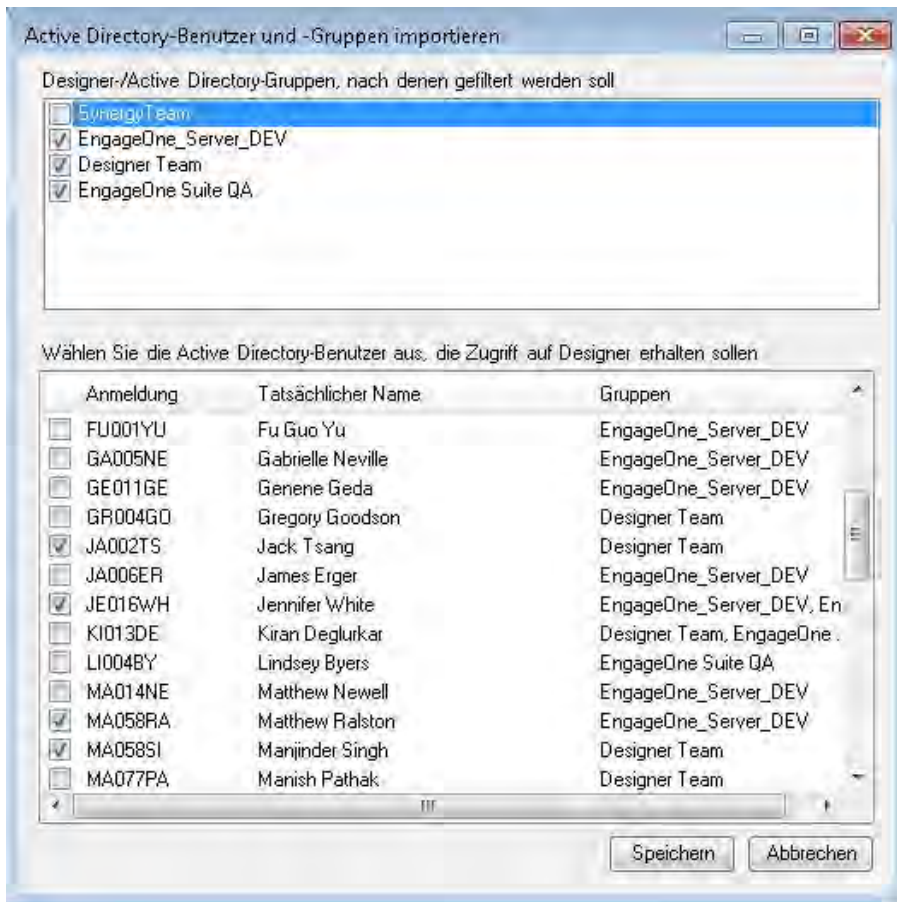 Active Directory-Benutzer und -Gruppen importieren
Designer-/Active Directory-Gruppen, nach denen gefiltert werden soll
SynergyTeam
EngageOne_Server_DEV
Designer Team
EngageOne Suite QA
Wählen Sie die Active Directory-Benutzer aus, die Zugriff auf Designer erhalten sollen
Anmeldung Tatsächlicher Name Gruppen
FU001YU Fu Guo Yu EngageOne_Server_DEV
GA005NE Gabrielle Neville EngageOne_Server_DEV
GE011GE Genene Geda EngageOne_Server_DEV
GR004GO Gregory Goodson Designer Team
JA002TS Jack Tsang Designer Team
JA006ER James Erger EngageOne_Server_DEV
JE016WH Jennifer White EngageOne_Server_DEV, En
KI013DE Kiran Deglurkar Designer Team, EngageOne .
LI004BY Lindsey Byers EngageOne Suite QA
MA014NE Matthew Newell EngageOne_Server_DEV
MA058RA Matthew Ralston EngageOne_Server_DEV
MA058SI Manjinder Singh Designer Team
MA077PA Manish Pathak Designer Team
Speichern Abbrechen